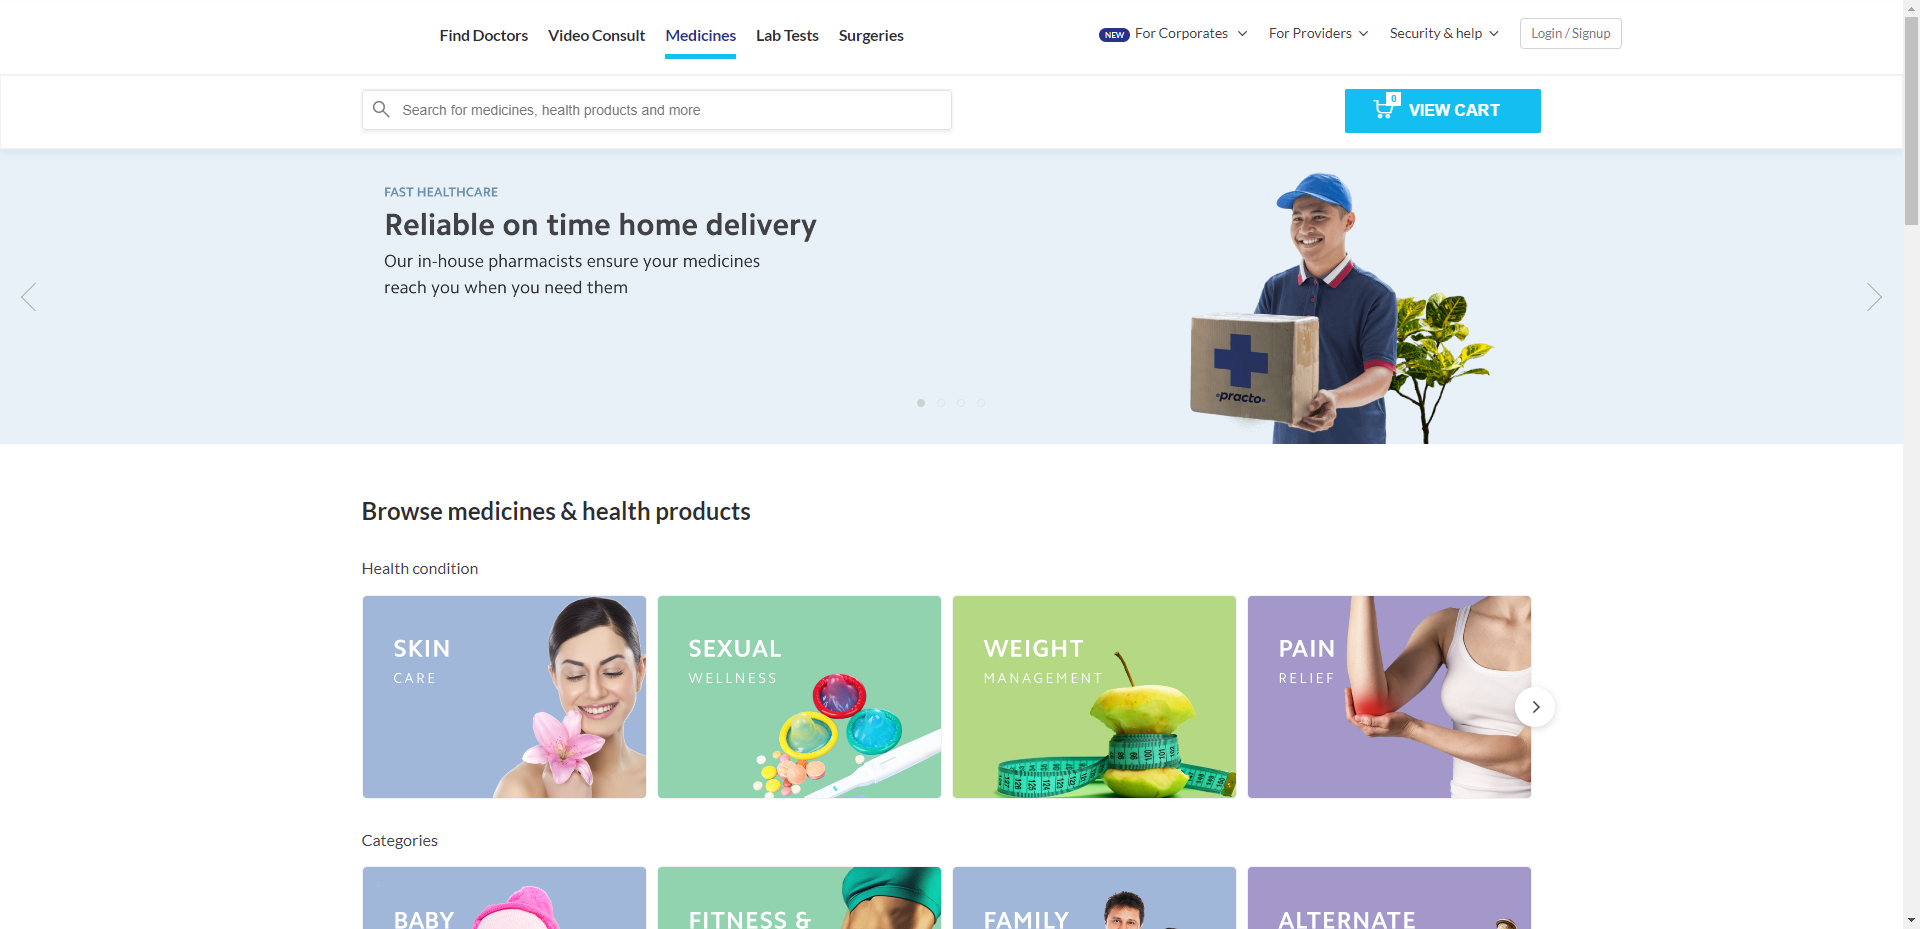 Find Doctors
Video Consult
Medicines
Lab Tests
Surgeries
NEW For Corporates
For Providers
Security & help
Login / Signup
Search for medicines, health products and more
0
VIEW CART
FAST HEALTHCARE
Reliable on time home delivery
Our in-house pharmacists ensure your medicines
reach you when you need them
•practo•
Browse medicines & health products
Health condition
SKIN
CARE
SEXUAL
WELLNESS
WEIGHT
MANAGEMENT
PAIN
RELIEF
Categories
BABY
FITNESS &
FAMILY
ALTERNATE